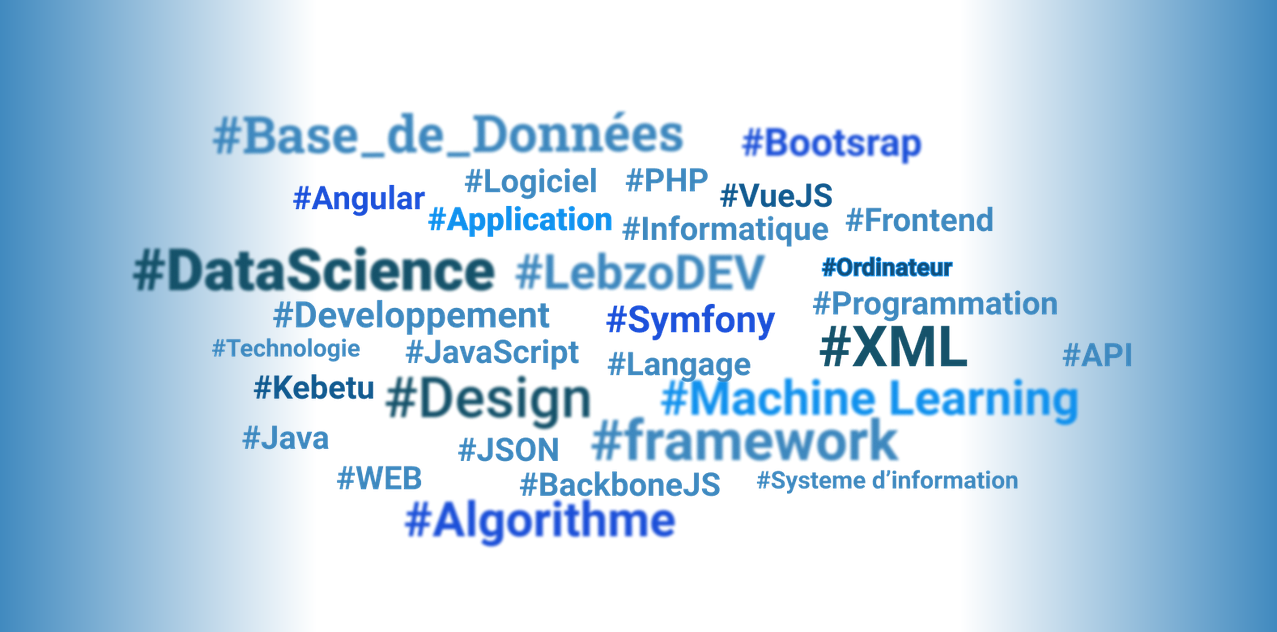 #Base_de_Données
#Bootsrap
#Logiciel
#PHP
#Angular
#VueJS
#Application
#Informatique
#Frontend
#DataScience
#LebzoDEV
#Ordinateur
#Developpement
#Symfony
#Programmation
#Technologie
#JavaScript
#Langage
#XML
#API
#Kebetu
#Design
#Machine Learning
#Java
#JSON
#framework
#WEB
#BackboneJS
#Systeme d’information
#Algorithme